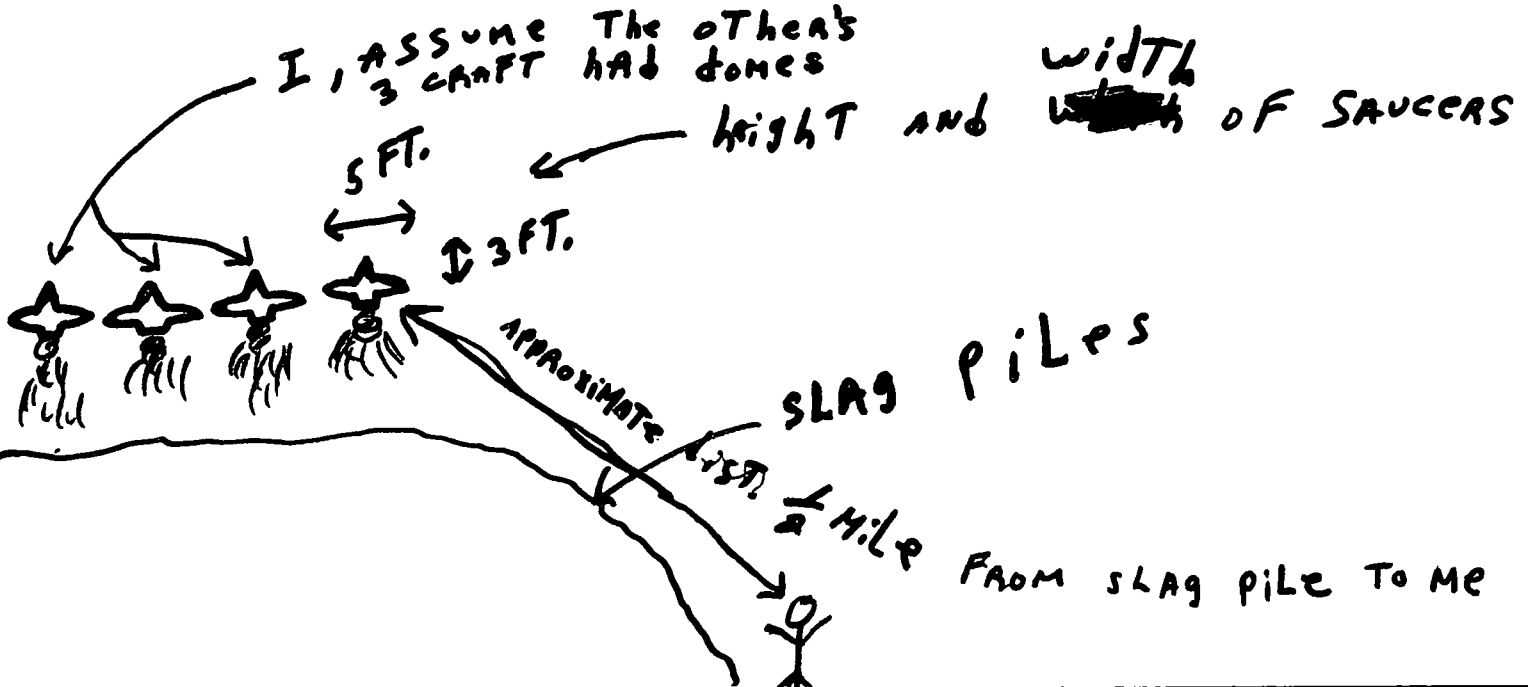 I, ASSUME The oTheR's
3 CRAFT hAd domes
widTh
heighT AND OF SAUCERS
5 FT.
3 FT.
APPROXIMATe
SLAg piLes
1/2 MiLe FROM SLAg piLe To Me